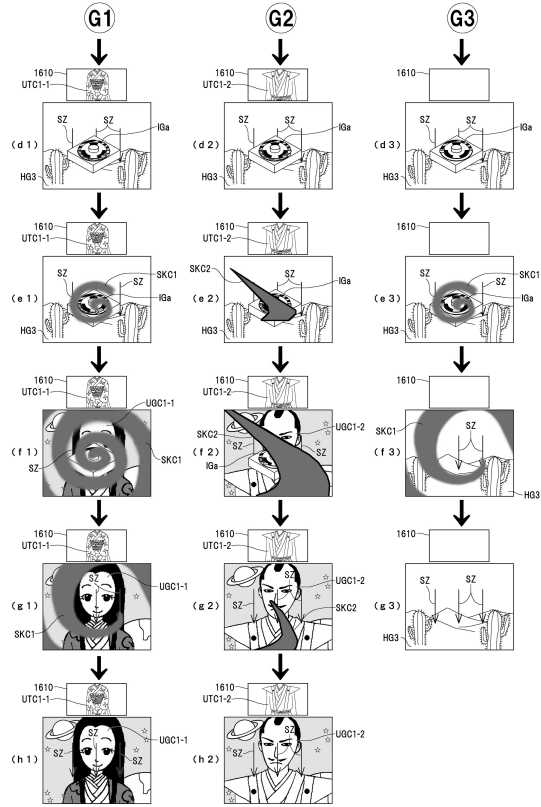 G1 G2 G3
1610 1610 1610
UTC1-1 UTC1-2
SZ SZ SZ SZ SZ SZ
IGa IGa IGa
(d1) (d2) (d3)
HG3 HG3 HG3
1610 1610 1610
UTC1-1 UTC1-2
SZ SKC1 SKC2 SZ SZ SKC1
SZ SZ
IGa IGa IGa
(e1) (e2) (e3)
HG3 HG3
1610 1610 1610
UTC1-1 UTC1-2
UGC1-1 UGC1-2
SKC1 SKC2 SKC1 SZ
(f1) SZ (f2) SZ SZ (f3)
IGa
HG3
1610 1610 1610
UTC1-1 UTC1-2
SZ UGC1-1 SZ UGC1-2 SZ SZ
(g1) (g2) SZ SKC2 (g3)
SKC1 HG3
1610 1610
UTC1-1 UTC1-2
SZ UGC1-1 SZ UGC1-2
(h1) SZ SZ (h2) SZ